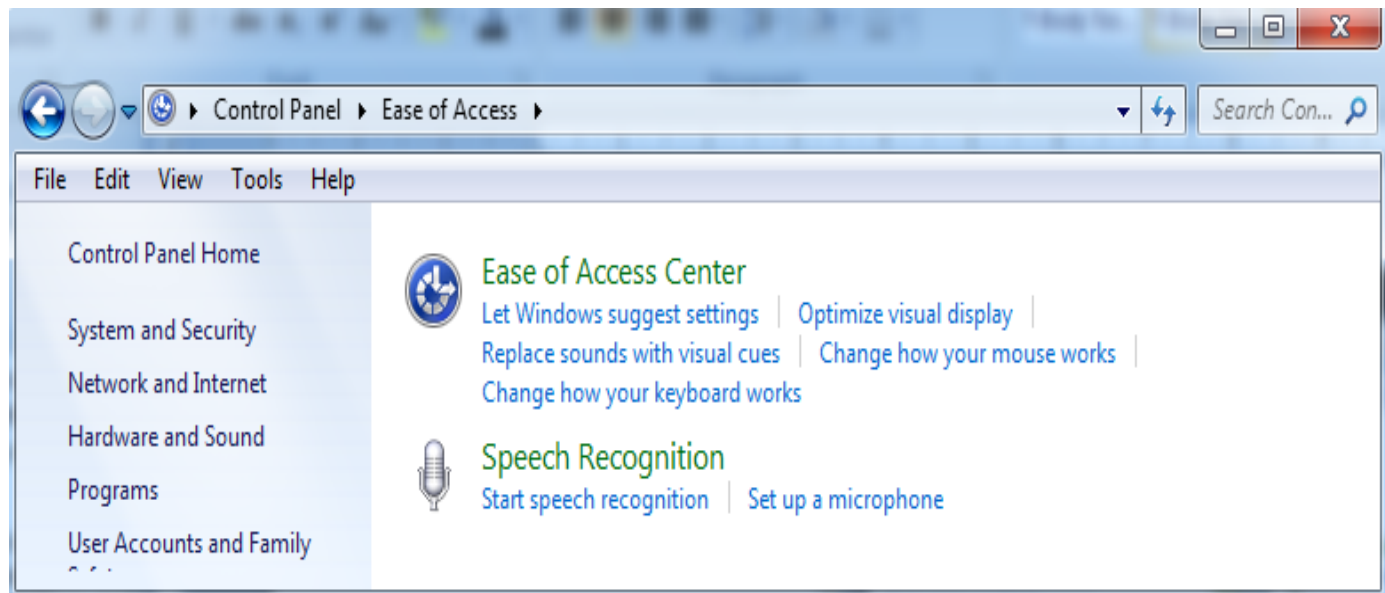 Control Panel Ease of Access Search Con...
File Edit View Tools Help
Control Panel Home
System and Security
Network and Internet
Hardware and Sound
Programs
User Accounts and Family
Ease of Access Center
Let Windows suggest settings Optimize visual display
Replace sounds with visual cues Change how your mouse works
Change how your keyboard works
Speech Recognition
Start speech recognition Set up a microphone